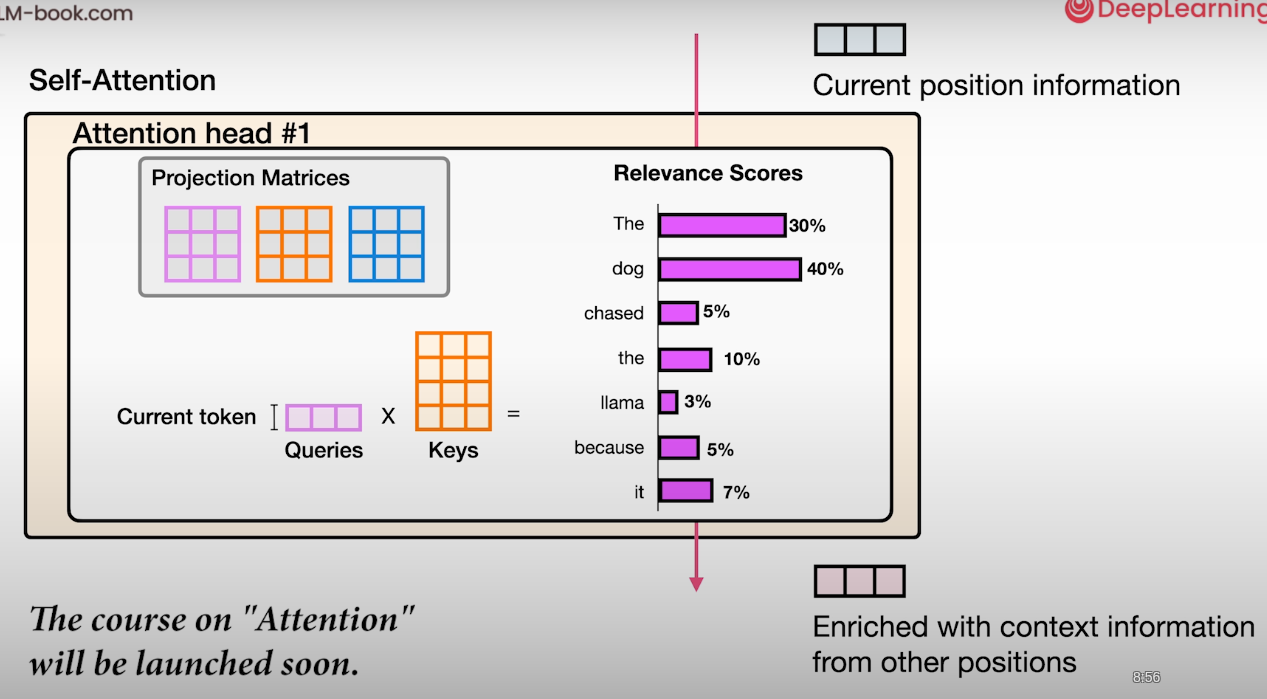 LM-book.com
DeepLearning
Self-Attention
Current position information
Attention head #1
Projection Matrices
Relevance Scores
The 30%
dog 40%
chased 5%
the 10%
llama 3%
because 5%
it 7%
Current token X =
Queries Keys
The course on "Attention"
will be launched soon.
Enriched with context information
from other positions
8:56